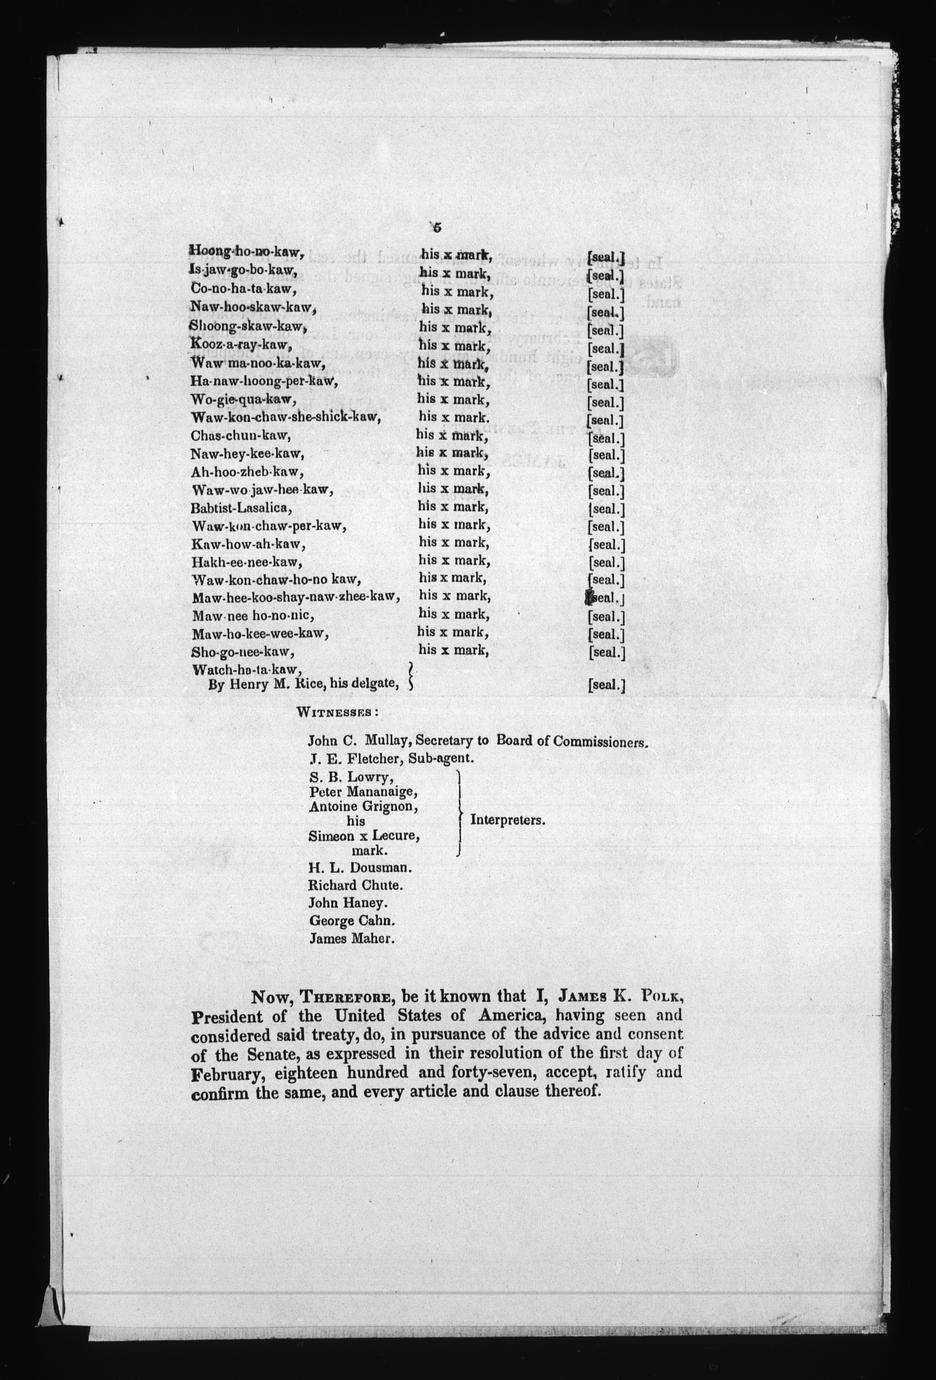 5
Hoong-ho-no-kaw, his x mark, [seal.]
Is-jaw-go-bo-kaw, his x mark, [seal.]
Co-no-ha-ta-kaw, his x mark, [seal.]
Naw-hoo-skaw-kaw, his x mark, [seal.]
Shoong-skaw-kaw, his x mark, [seal.]
Kooz-a-ray-kaw, his x mark, [seal.]
Waw-ma-noo-ka-kaw, his x mark, [seal.]
Ha-naw-hoong-per-kaw, his x mark, [seal.]
Wo-gie-qua-kaw, his x mark, [seal.]
Waw-kon-chaw-she-shick-kaw, his x mark. [seal.]
Chas-chun-kaw, his x mark, [seal.]
Naw-hey-kee-kaw, his x mark, [seal.]
Ah-hoo-zheb-kaw, his x mark, [seal.]
Waw-wo-jaw-hee-kaw, his x mark, [seal.]
Babtist-Lasalica, his x mark, [seal.]
Waw-kon-chaw-per-kaw, his x mark, [seal.]
Kaw-how-ah-kaw, his x mark, [seal.]
Hakh-ee-nee-kaw, his x mark, [seal.]
Waw-kon-chaw-ho-no kaw, his x mark, [seal.]
Maw-hee-koo-shay-naw-zhee-kaw, his x mark, [seal.]
Maw-nee ho-no-nic, his x mark, [seal.]
Maw-ho-kee-wee-kaw, his x mark, [seal.]
Sho-go-nee-kaw, his x mark, [seal.]
Watch-ha-ta-kaw,
By Henry M. Rice, his delgate, [seal.]
WITNESSES:
John C. Mullay, Secretary to Board of Commissioners.
J. E. Fletcher, Sub-agent.
S. B. Lowry,
Peter Mananaige,
Antoine Grignon,
his Interpreters.
Simeon x Lecure,
mark.
H. L. Dousman.
Richard Chute.
John Haney.
George Cahn.
James Maher.
NOW, THEREFORE, be it known that I, JAMES K. POLK,
President of the United States of America, having seen and
considered said treaty, do, in pursuance of the advice and consent
of the Senate, as expressed in their resolution of the first day of
February, eighteen hundred and forty-seven, accept, ratify and
confirm the same, and every article and clause thereof.